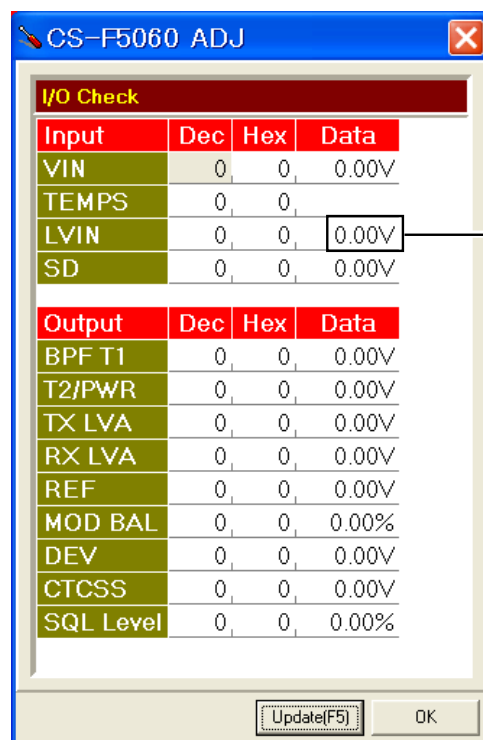 CS-F5060 ADJ
I/O Check
Input Dec Hex Data
VIN 0 0 0.00V
TEMPS 0 0
LVIN 0 0 0.00V
SD 0 0 0.00V
Output Dec Hex Data
BPF T1 0 0 0.00V
T2/PWR 0 0 0.00V
TX LVA 0 0 0.00V
RX LVA 0 0 0.00V
REF 0 0 0.00V
MOD BAL 0 0 0.00%
DEV 0 0 0.00V
CTCSS 0 0 0.00V
SQL Level 0 0 0.00%
Update(F5) OK